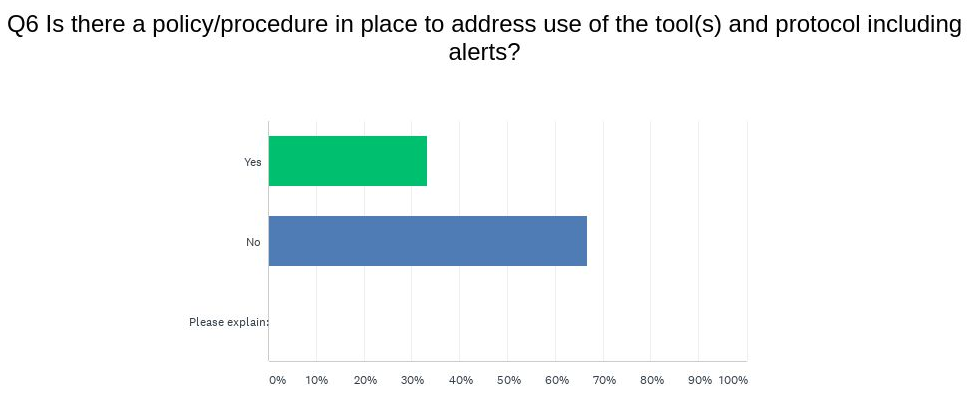 Q6 Is there a policy/procedure in place to address use of the tool(s) and protocol including
alerts?
Yes
No
Please explain:
0% 10% 20% 30% 40% 50% 60% 70% 80% 90% 100%